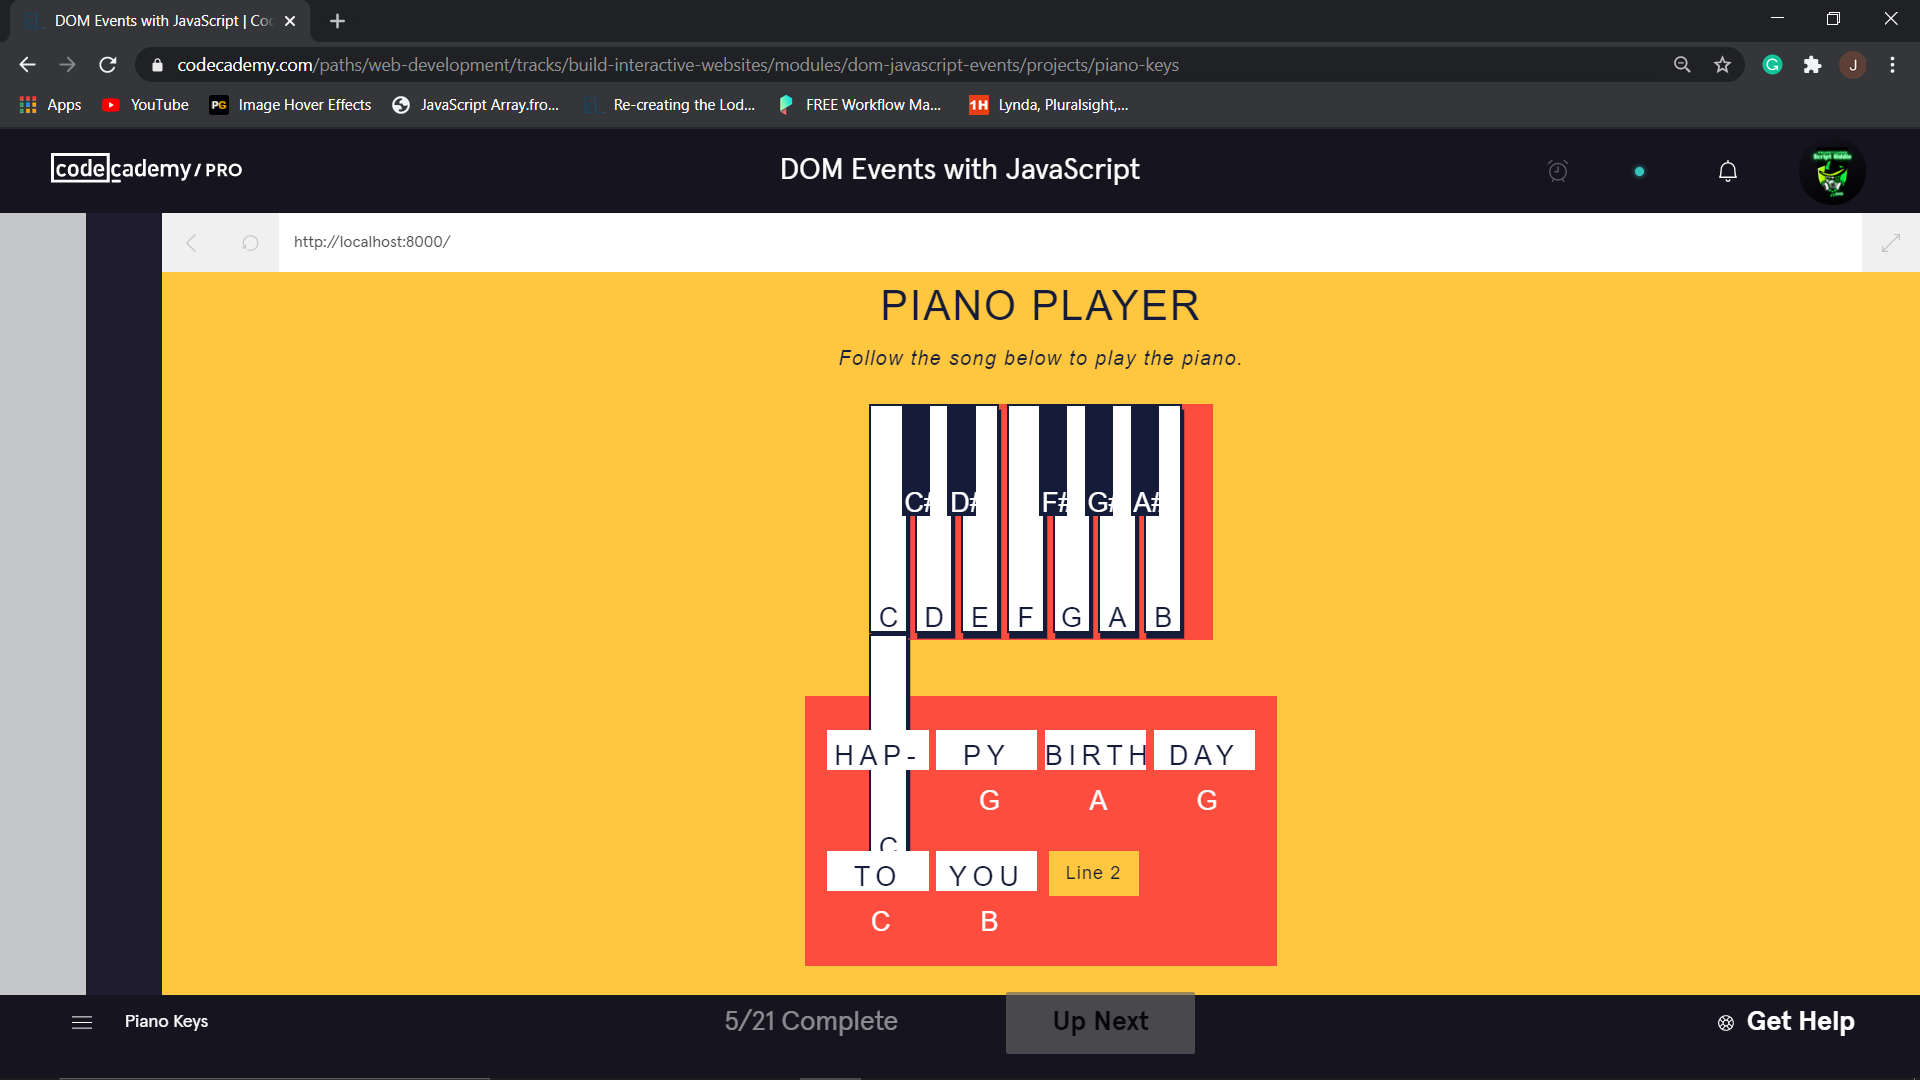 DOM Events with JavaScript | Coc
codecademy.com/paths/web-development/tracks/build-interactive-websites/modules/dom-javascript-events/projects/piano-keys
G
J
Apps YouTube PG Image Hover Effects JavaScript Array.fro... Re-creating the Lod... FREE Workflow Ma... 1H Lynda, Pluralsight,...
codecademy / PRO
DOM Events with JavaScript
http://localhost:8000/
PIANO PLAYER
Follow the song below to play the piano.
C# D# F# G# A#
C D E F G A B
HAP- PY BIRTH DAY
G A G
C
TO YOU Line 2
C B
Piano Keys
5/21 Complete
Up Next
Get Help